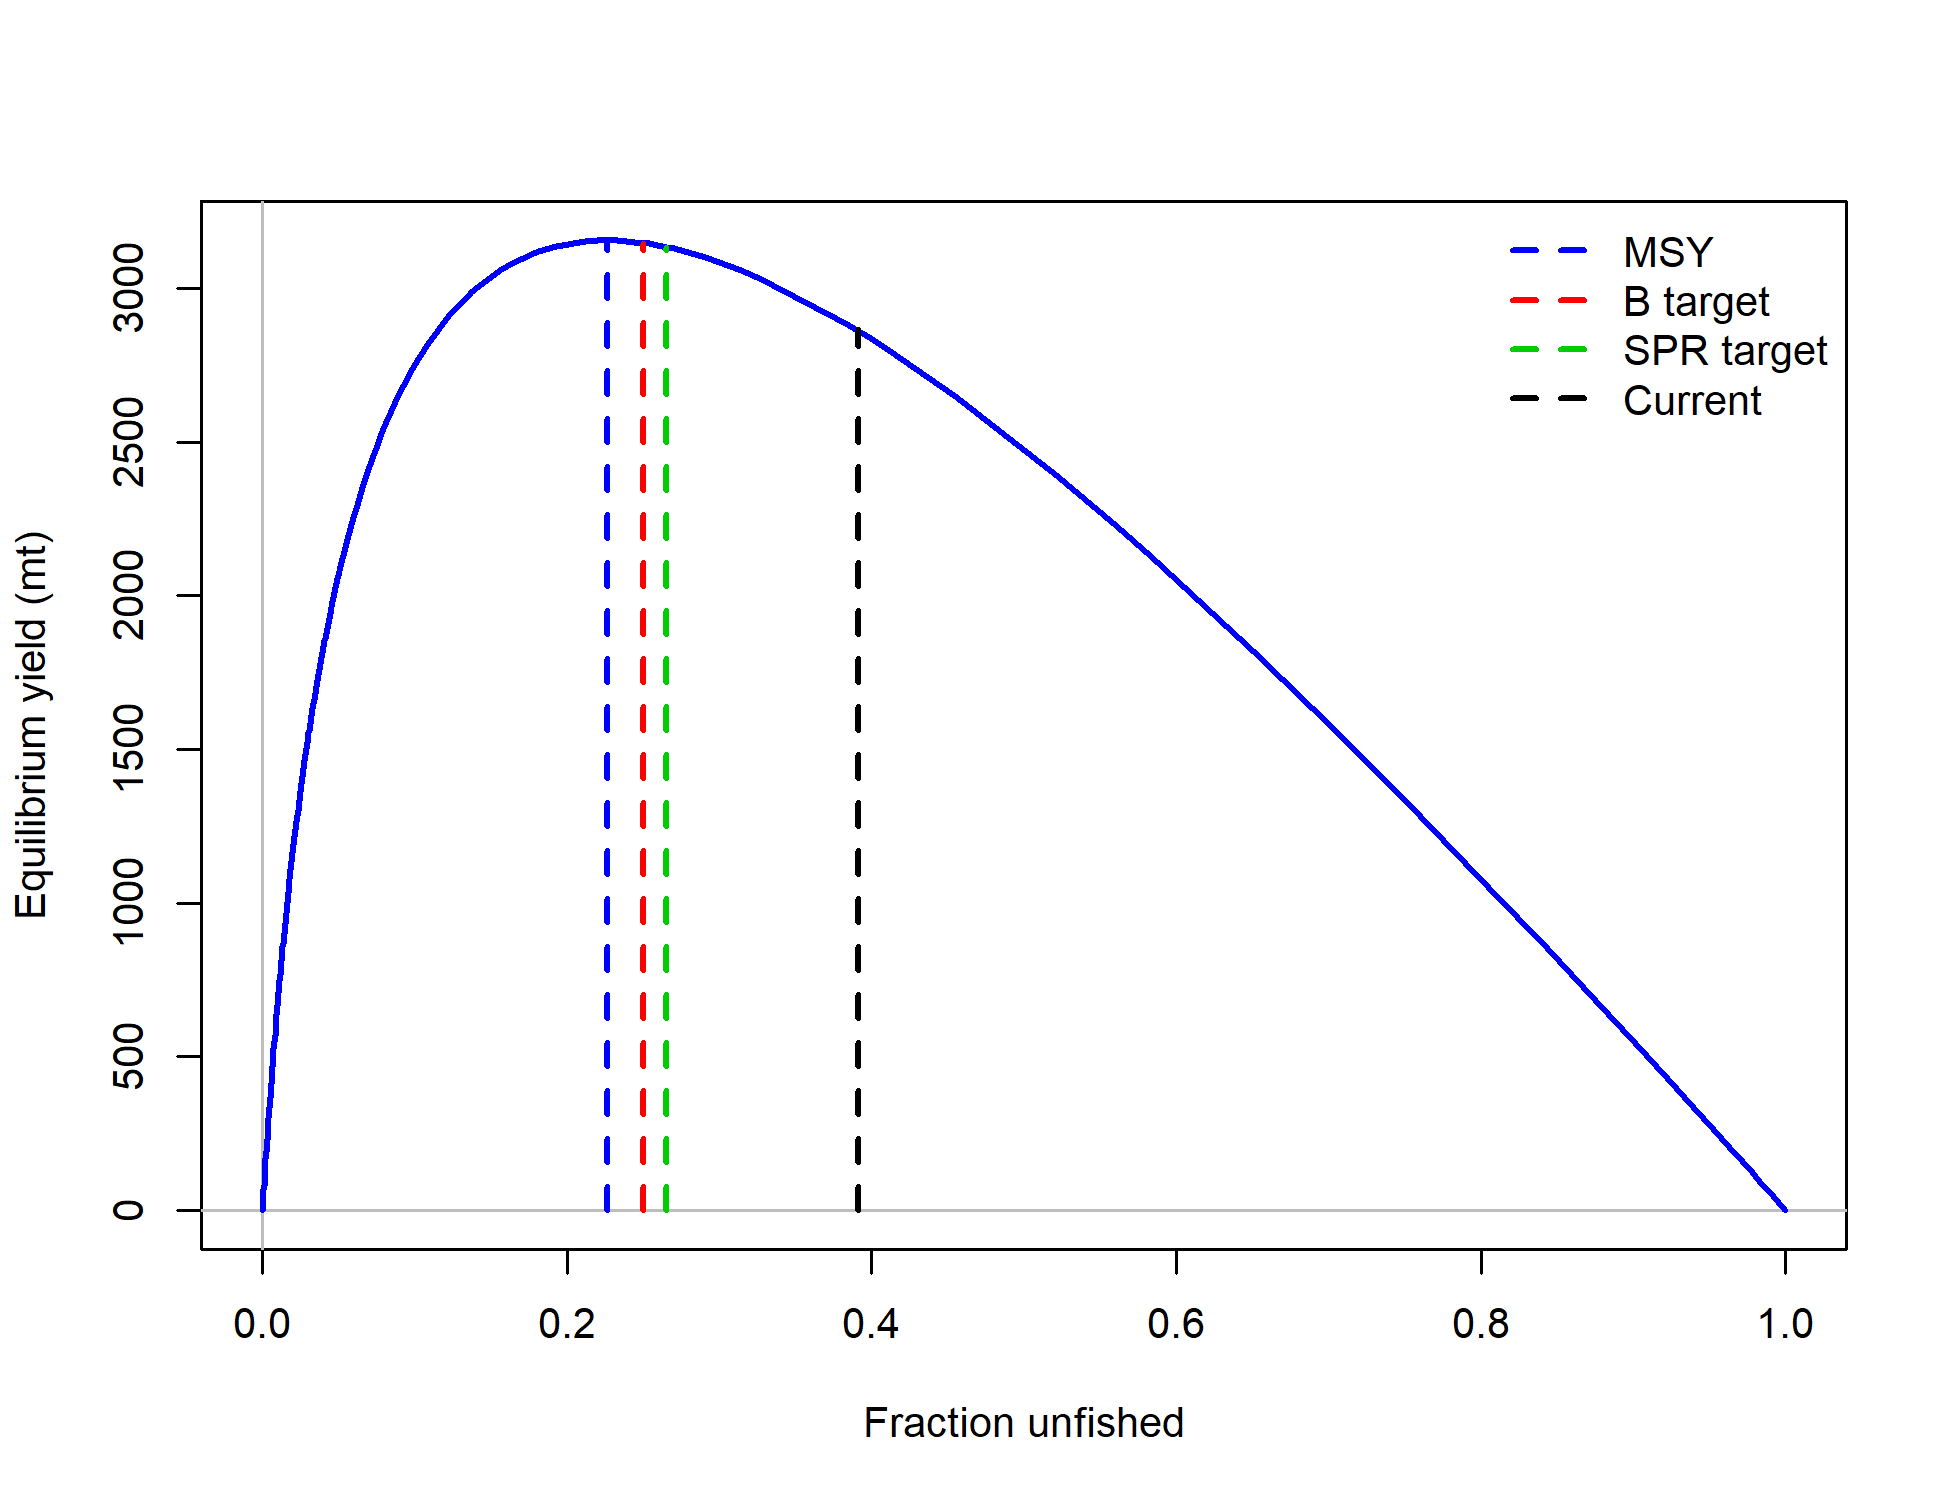 MSY
B target
SPR target
Current
Equilibrium yield (mt)
3000
2500
2000
1500
1000
500
0
0.0 0.2 0.4 0.6 0.8 1.0
Fraction unfished